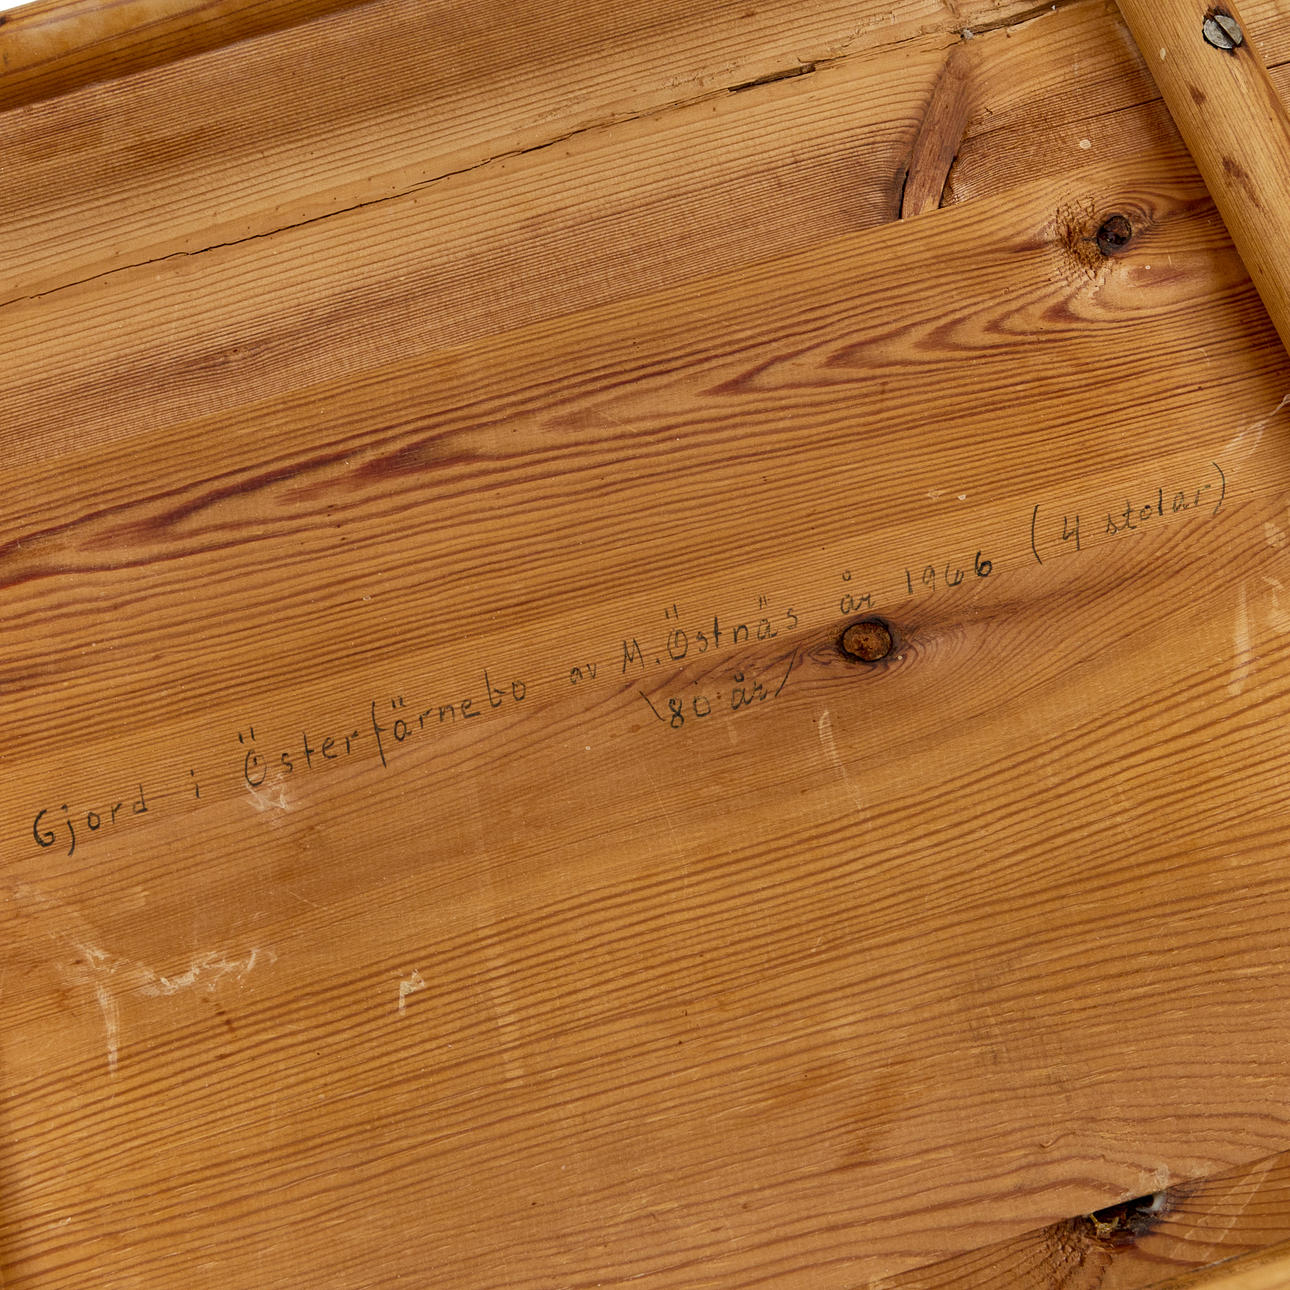 Gjord i Österfärnebo av M. Östnäs år 1966 (4 stolar)
\80 år/